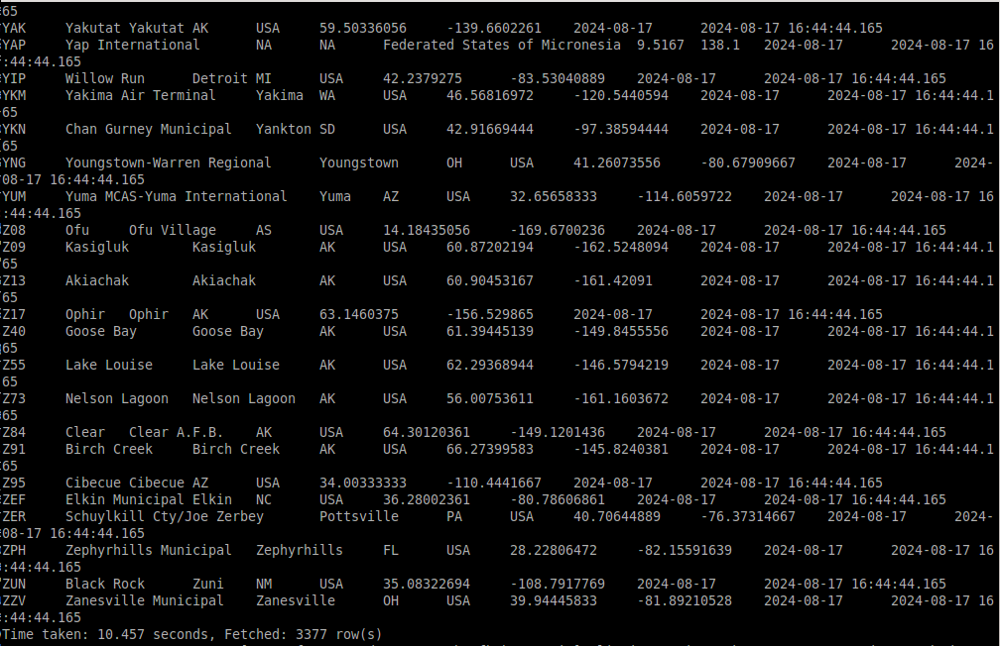 65
YAK Yakutat Yakutat AK USA 59.50336056 -139.6602261 2024-08-17 2024-08-17 16:44:44.165
YAP Yap International NA NA Federated States of Micronesia 9.5167 138.1 2024-08-17 2024-08-17 16
:44:44.165
YIP Willow Run Detroit MI USA 42.2379275 -83.53040889 2024-08-17 2024-08-17 16:44:44.165
YKM Yakima Air Terminal Yakima WA USA 46.56816972 -120.5440594 2024-08-17 2024-08-17 16:44:44.1
65
YKN Chan Gurney Municipal Yankton SD USA 42.91669444 -97.38594444 2024-08-17 2024-08-17 16:44:44.1
65
YNG Youngstown-Warren Regional Youngstown OH USA 41.26073556 -80.67909667 2024-08-17 2024-
08-17 16:44:44.165
YUM Yuma MCAS-Yuma International Yuma AZ USA 32.65658333 -114.6059722 2024-08-17 2024-08-17 16
:44:44.165
Z08 Ofu Ofu Village AS USA 14.18435056 -169.6700236 2024-08-17 2024-08-17 16:44:44.165
Z09 Kasigluk Kasigluk AK USA 60.87202194 -162.5248094 2024-08-17 2024-08-17 16:44:44.1
65
Z13 Akiachak Akiachak AK USA 60.90453167 -161.42091 2024-08-17 2024-08-17 16:44:44.1
65
Z17 Ophir Ophir AK USA 63.1460375 -156.529865 2024-08-17 2024-08-17 16:44:44.165
Z40 Goose Bay Goose Bay AK USA 61.39445139 -149.8455556 2024-08-17 2024-08-17 16:44:44.1
65
Z55 Lake Louise Lake Louise AK USA 62.29368944 -146.5794219 2024-08-17 2024-08-17 16:44:44.1
65
Z73 Nelson Lagoon Nelson Lagoon AK USA 56.00753611 -161.1603672 2024-08-17 2024-08-17 16:44:44.1
65
Z84 Clear Clear A.F.B. AK USA 64.30120361 -149.1201436 2024-08-17 2024-08-17 16:44:44.165
Z91 Birch Creek Birch Creek AK USA 66.27399583 -145.8240381 2024-08-17 2024-08-17 16:44:44.1
65
Z95 Cibecue Cibecue AZ USA 34.00333333 -110.4441667 2024-08-17 2024-08-17 16:44:44.165
ZEF Elkin Municipal Elkin NC USA 36.28002361 -80.78606861 2024-08-17 2024-08-17 16:44:44.165
ZER Schuylkill Cty/Joe Zerbey Pottsville PA USA 40.70644889 -76.37314667 2024-08-17 2024-
08-17 16:44:44.165
ZPH Zephyrhills Municipal Zephyrhills FL USA 28.22806472 -82.15591639 2024-08-17 2024-08-17 16
:44:44.165
ZUN Black Rock Zuni NM USA 35.08322694 -108.7917769 2024-08-17 2024-08-17 16:44:44.165
ZZV Zanesville Municipal Zanesville OH USA 39.94445833 -81.89210528 2024-08-17 2024-08-17 16
:44:44.165
Time taken: 10.457 seconds, Fetched: 3377 row(s)